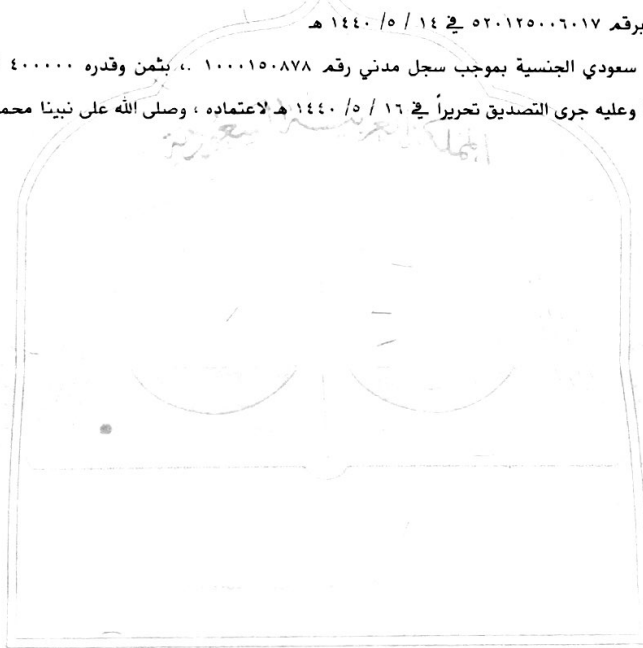 برقم ٥٢٠١٢٥٠٠٦٠١٧ في ١٤ / ٥ / ١٤٤٠ هـ
سعودي الجنسية بموجب سجل مدني رقم ١٠٠٠١٥٠٨٧٨ .، بثمن وقدره ٤٠٠٠٠٠
وعليه جرى التصديق تحريراً في ١٦ / ٥ / ١٤٤٠ هـ لاعتماده ، وصلى الله على نبينا محمد